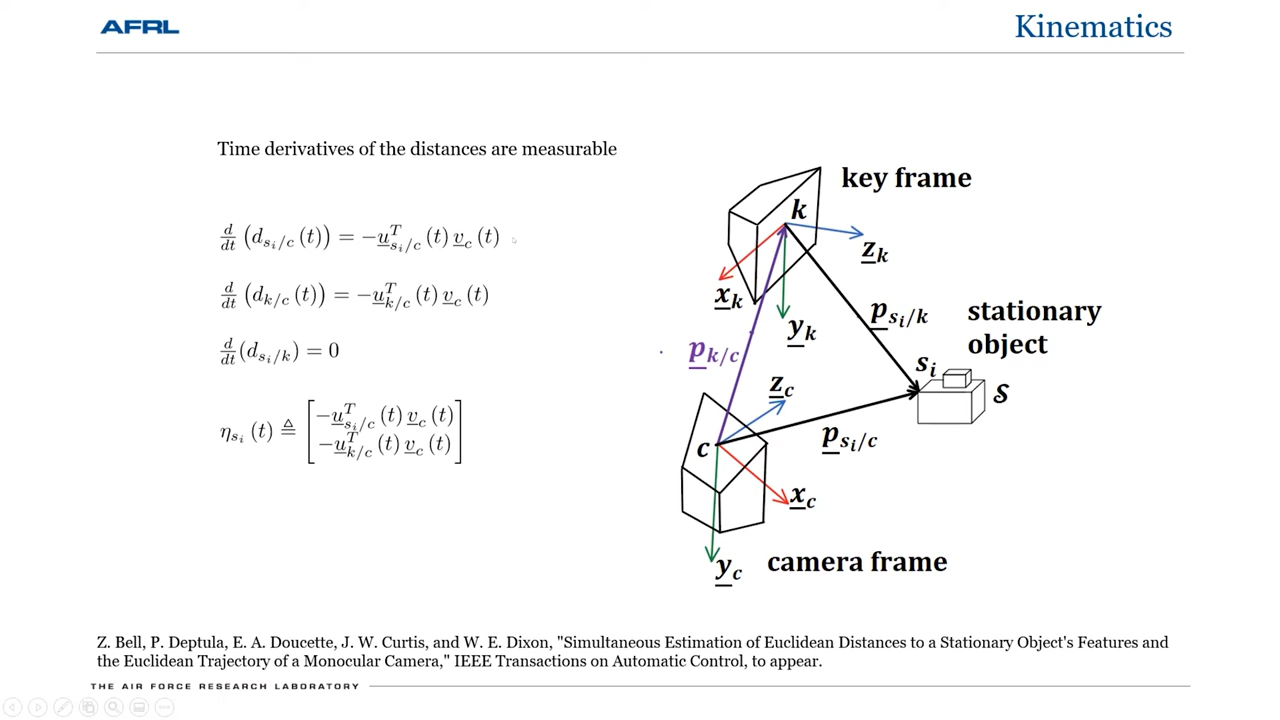 AFRL
Kinematics
Time derivatives of the distances are measurable
d/dt (d_{s_i/c} (t)) = −u^T_{s_i/c} (t) v_c (t)
d/dt (d_{k/c} (t)) = −u^T_{k/c} (t) v_c (t)
d/dt (d_{s_i/k}) = 0
η_{s_i} (t) ≜ [ −u^T_{s_i/c} (t) v_c (t)
−u^T_{k/c} (t) v_c (t) ]
key frame
k
z_k
x_k
y_k
p_{s_i/k}
stationary
object
p_{k/c}
s_i
S
z_c
c
p_{s_i/c}
x_c
y_c
camera frame
Z. Bell, P. Deptula, E. A. Doucette, J. W. Curtis, and W. E. Dixon, "Simultaneous Estimation of Euclidean Distances to a Stationary Object's Features and
the Euclidean Trajectory of a Monocular Camera," IEEE Transactions on Automatic Control, to appear.
THE AIR FORCE RESEARCH LABORATORY